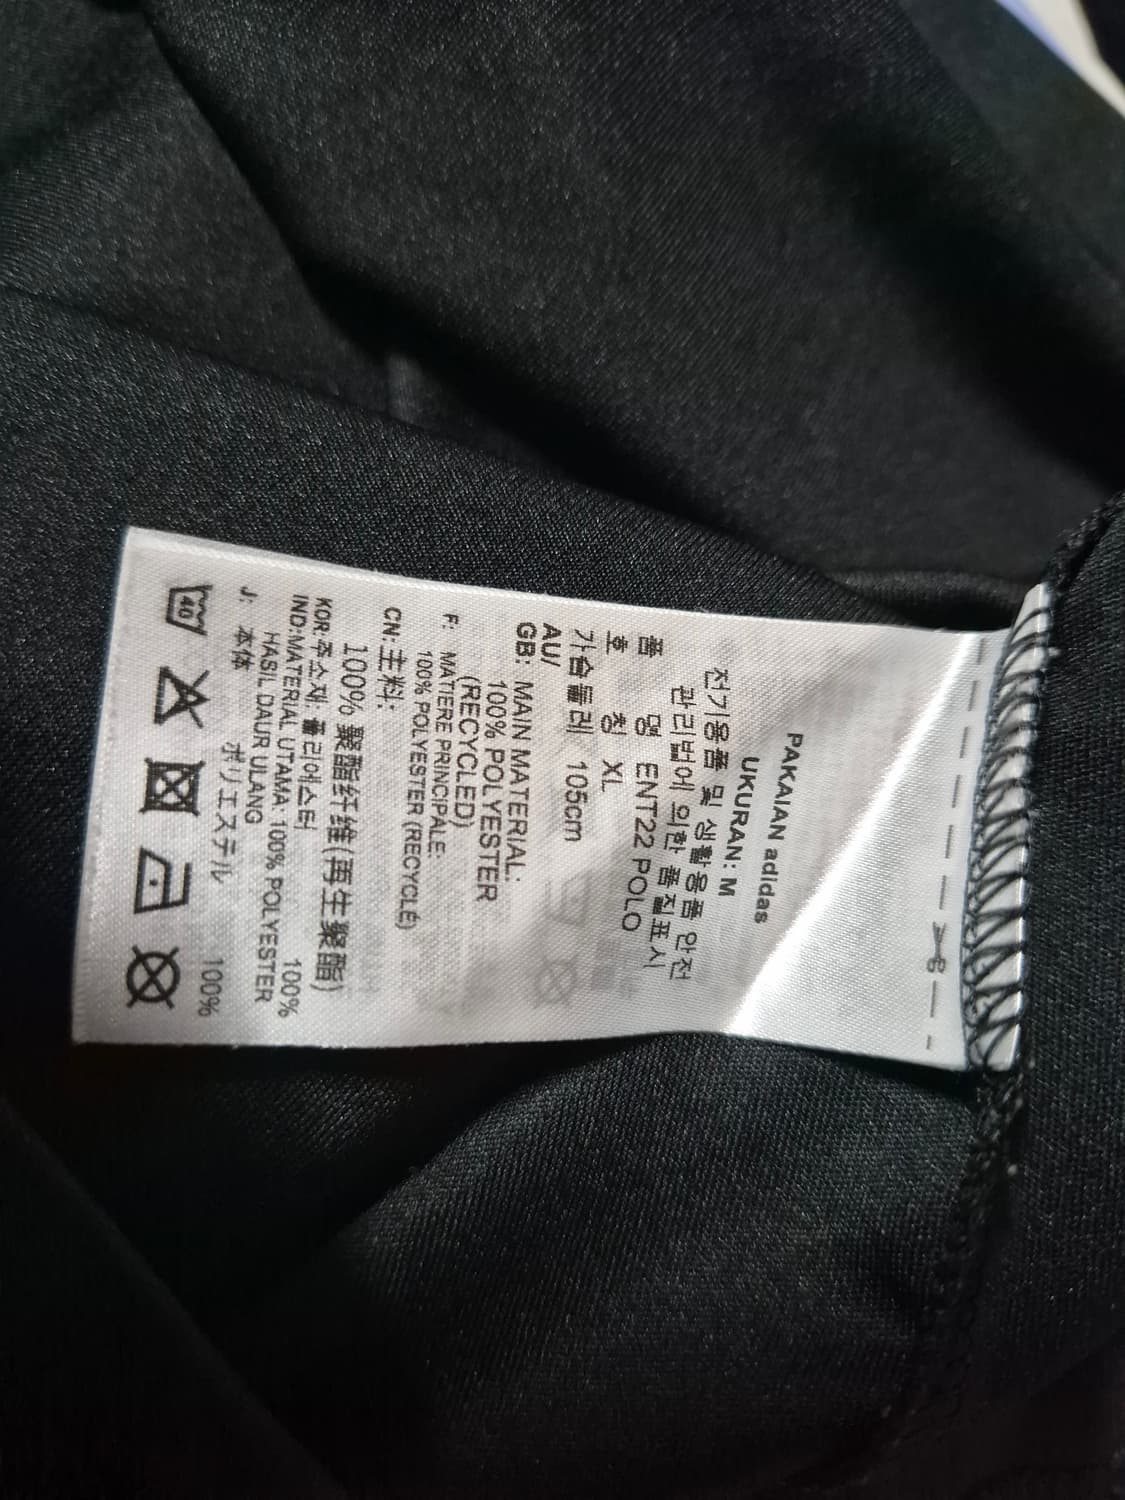 PAKAIAN adidas
UKURAN: M
전기용품 및 생활용품 안전
관리법에 의한 품질표시
품 명 ENT22 POLO
호 칭 XL
가슴둘레 105cm
AU/
GB: MAIN MATERIAL:
100% POLYESTER
(RECYCLED)
F: MATIERE PRINCIPALE:
100% POLYESTER (RECYCLÉ)
CN: 主料:
100% 聚酯纤维(再生聚酯)
KOR: 주소재: 폴리에스터 100%
IND: MATERIAL UTAMA: 100% POLYESTER
HASIL DAUR ULANG
J: 本体 ポリエステル 100%
40